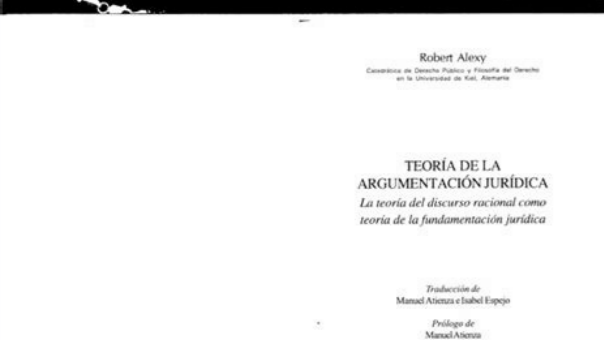 Robert Alexy
Catedrático de Derecho Público y Filosofía del Derecho
en la Universidad de Kiel, Alemania
TEORÍA DE LA
ARGUMENTACIÓN JURÍDICA
La teoría del discurso racional como
teoría de la fundamentación jurídica
Traducción de
Manuel Atienza e Isabel Espejo
Prólogo de
Manuel Atienza